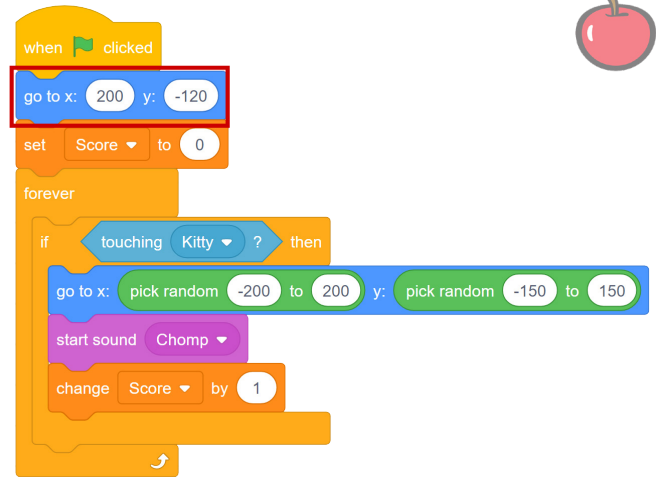 when clicked
go to x: 200 y: -120
set Score to 0
forever
if touching Kitty ? then
go to x: pick random -200 to 200 y: pick random -150 to 150
start sound Chomp
change Score by 1